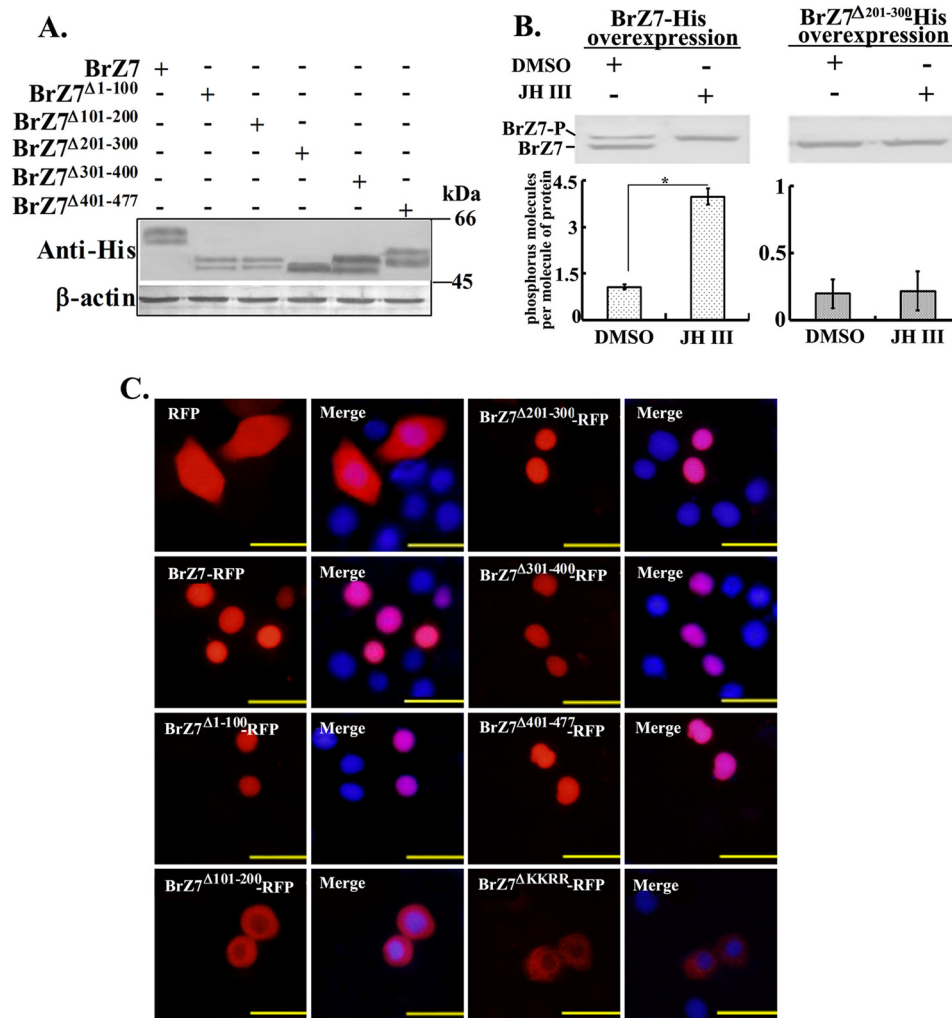 A.
BrZ7 + - - - - -
BrZ7Δ1-100 - + - - - -
BrZ7Δ101-200 - - + - - -
BrZ7Δ201-300 - - - + - -
BrZ7Δ301-400 - - - - + -
BrZ7Δ401-477 - - - - - +
kDa
66
Anti-His
45
β-actin
B.
BrZ7-His
overexpression
BrZ7Δ201-300-His
overexpression
DMSO + - + -
JH III - + - +
BrZ7-P
BrZ7
phosphorus molecules
per molecule of protein
4.5
3
1.5
0
*
DMSO JH III
1
0.5
0
DMSO JH III
C.
RFP
Merge
BrZ7Δ201-300-RFP
Merge
BrZ7-RFP
Merge
BrZ7Δ301-400-RFP
Merge
BrZ7Δ1-100-RFP
Merge
BrZ7Δ401-477-RFP
Merge
BrZ7Δ101-200-RFP
Merge
BrZ7ΔKKRR-RFP
Merge